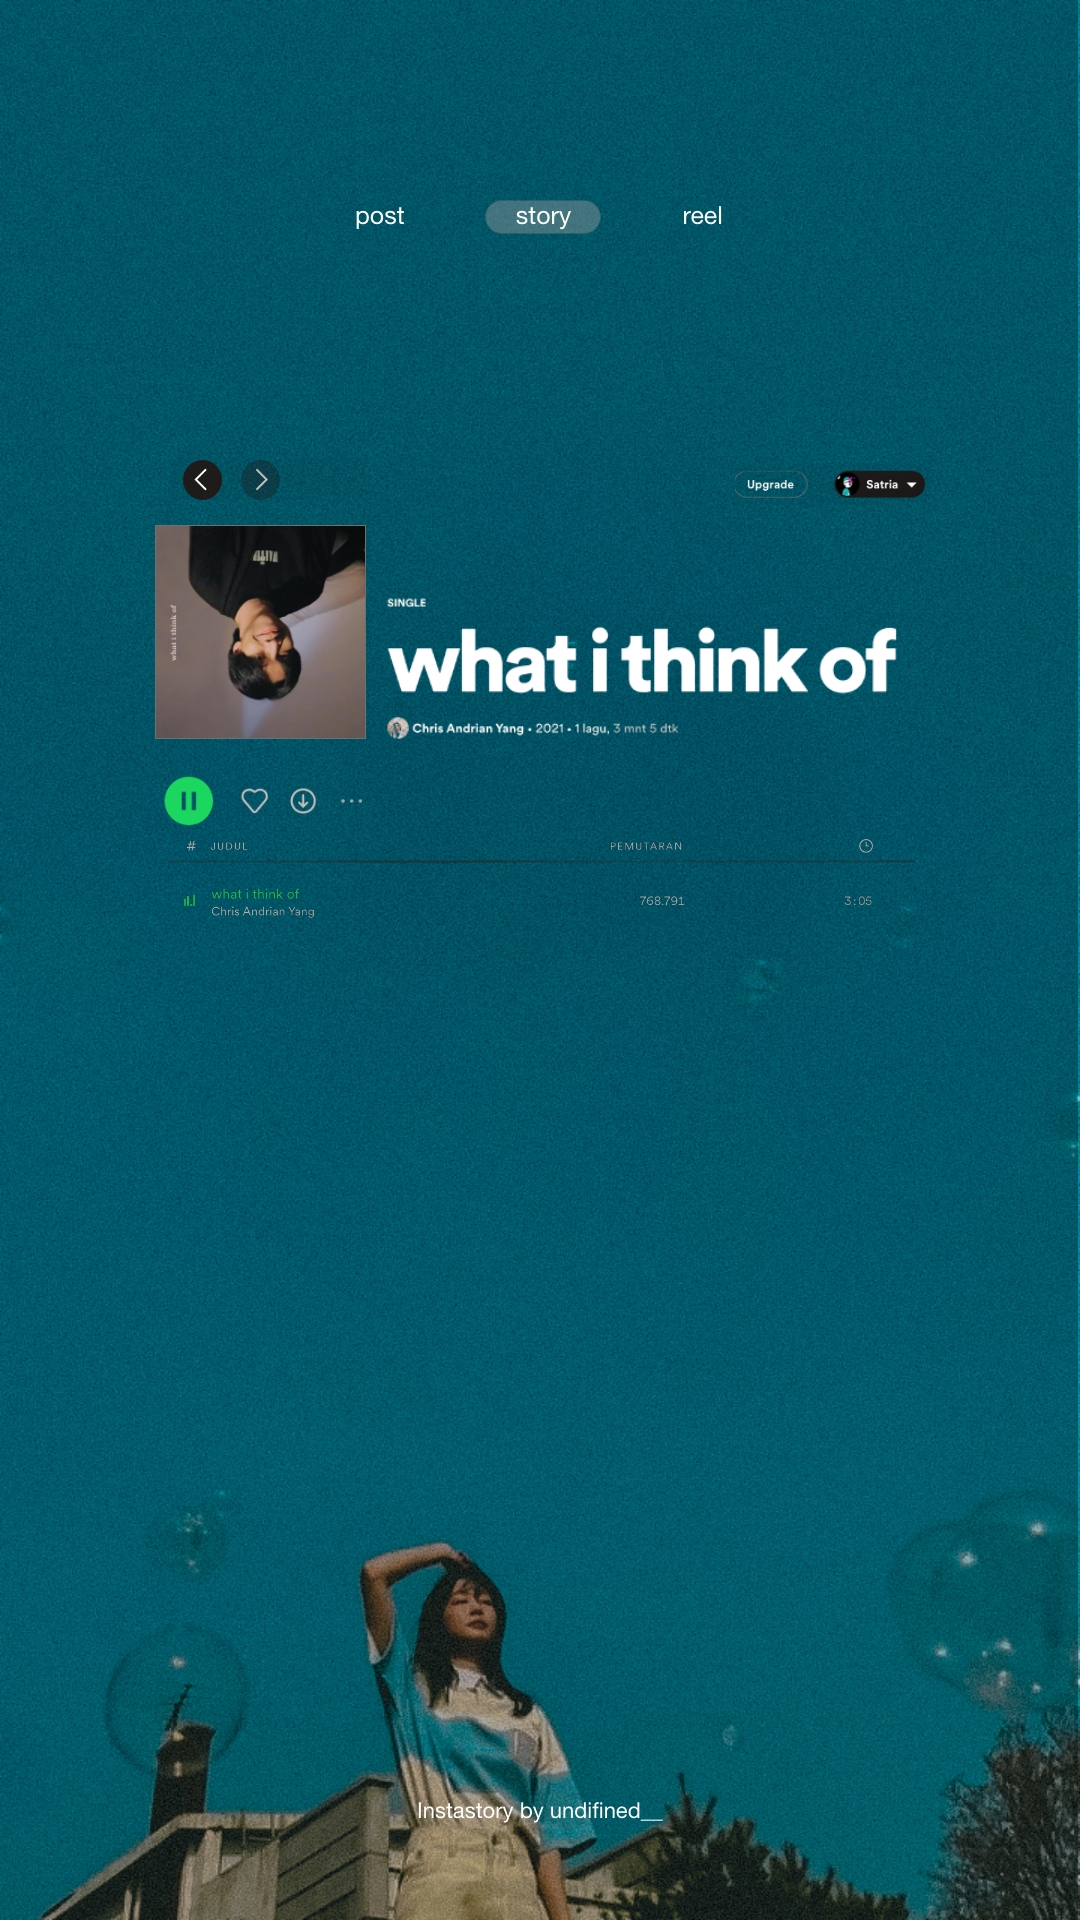 post story reel
Upgrade Satria
what i think of
SINGLE
what i think of
Chris Andrian Yang • 2021 • 1 lagu, 3 mnt 5 dtk
# JUDUL PEMUTARAN
what i think of
Chris Andrian Yang 768.791 3:05
Instastory by undifined__